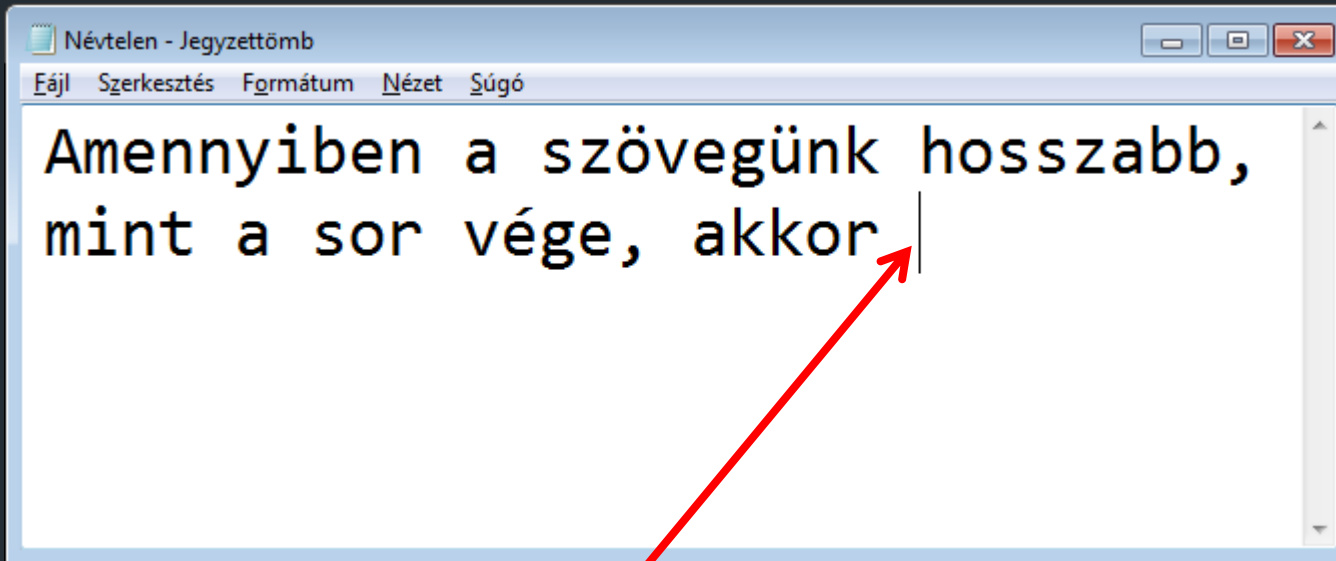 Névtelen - Jegyzettömb
Fájl Szerkesztés Formátum Nézet Súgó
Amennyiben a szövegünk hosszabb,
mint a sor vége, akkor